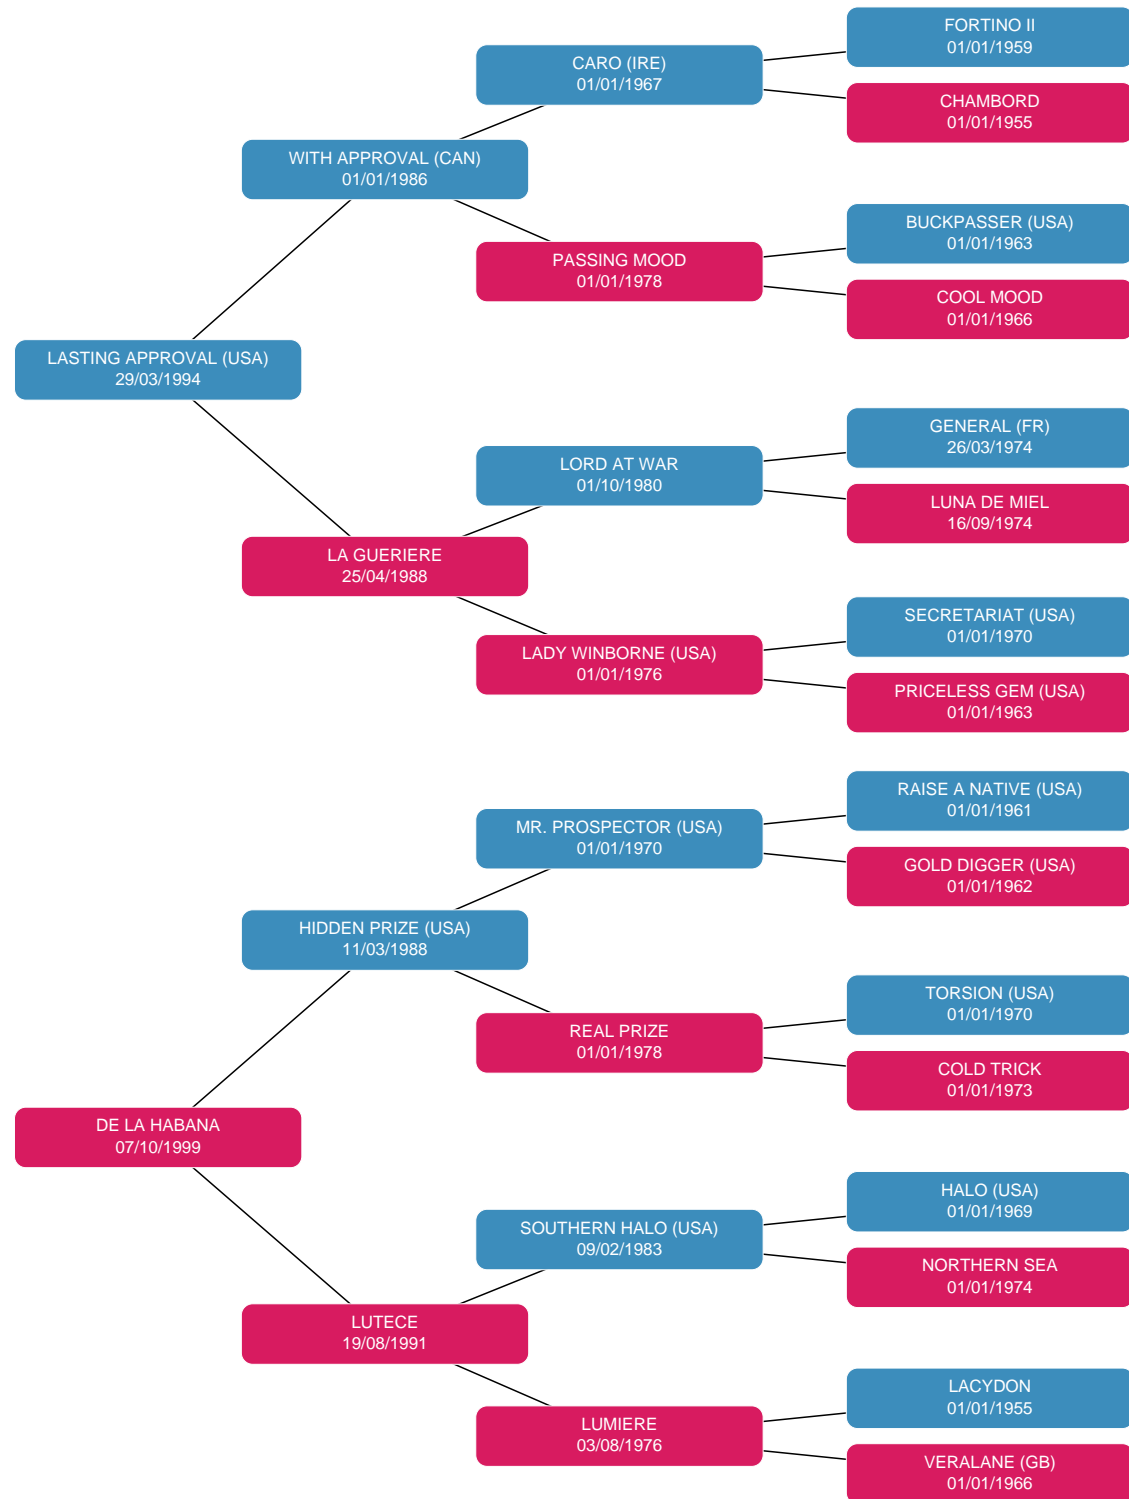 FORTINO II
01/01/1959
CARO (IRE)
01/01/1967
CHAMBORD
01/01/1955
WITH APPROVAL (CAN)
01/01/1986
BUCKPASSER (USA)
01/01/1963
PASSING MOOD
01/01/1978
COOL MOOD
01/01/1966
LASTING APPROVAL (USA)
29/03/1994
GENERAL (FR)
26/03/1974
LORD AT WAR
01/10/1980
LUNA DE MIEL
16/09/1974
LA GUERIERE
25/04/1988
SECRETARIAT (USA)
01/01/1970
LADY WINBORNE (USA)
01/01/1976
PRICELESS GEM (USA)
01/01/1963
RAISE A NATIVE (USA)
01/01/1961
MR. PROSPECTOR (USA)
01/01/1970
GOLD DIGGER (USA)
01/01/1962
HIDDEN PRIZE (USA)
11/03/1988
TORSION (USA)
01/01/1970
REAL PRIZE
01/01/1978
COLD TRICK
01/01/1973
DE LA HABANA
07/10/1999
HALO (USA)
01/01/1969
SOUTHERN HALO (USA)
09/02/1983
NORTHERN SEA
01/01/1974
LUTECE
19/08/1991
LACYDON
01/01/1955
LUMIERE
03/08/1976
VERALANE (GB)
01/01/1966